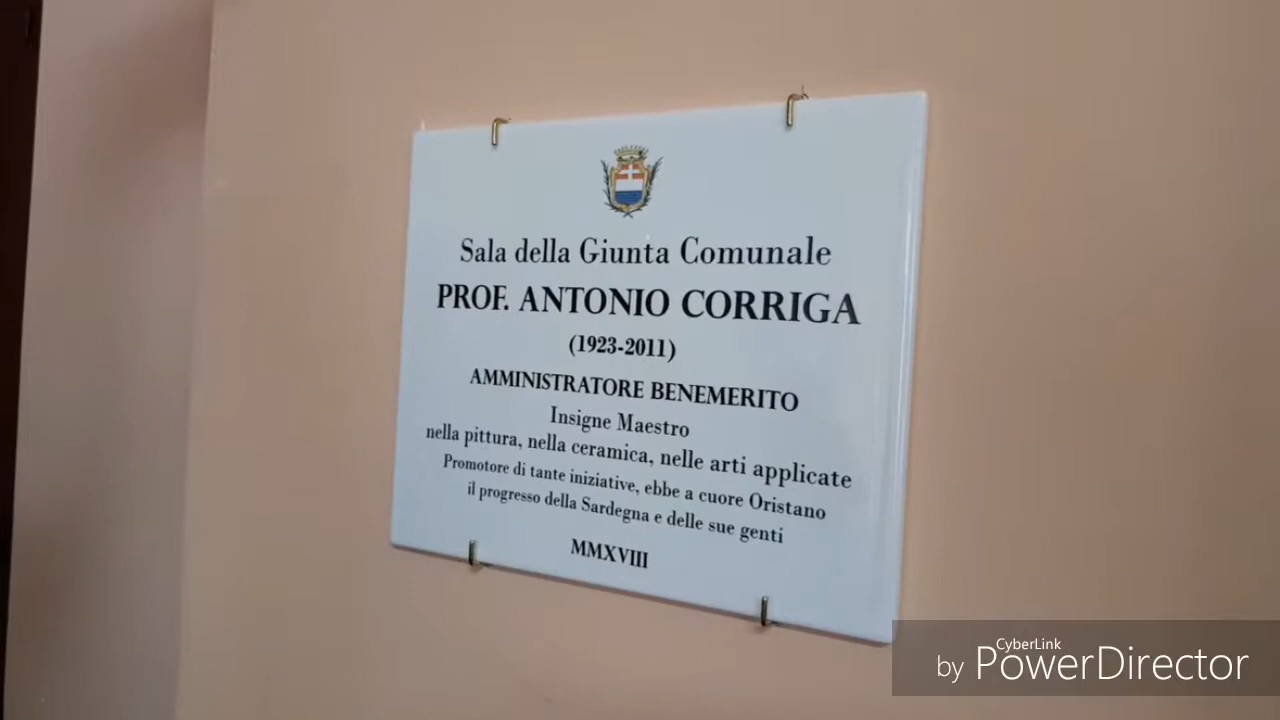 Sala della Giunta Comunale
PROF. ANTONIO CORRIGA
(1923-2011)
AMMINISTRATORE BENEMERITO
Insigne Maestro
nella pittura, nella ceramica, nelle arti applicate
Promotore di tante iniziative, ebbe a cuore Oristano
il progresso della Sardegna e delle sue genti
MMXVIII
CyberLink
by PowerDirector